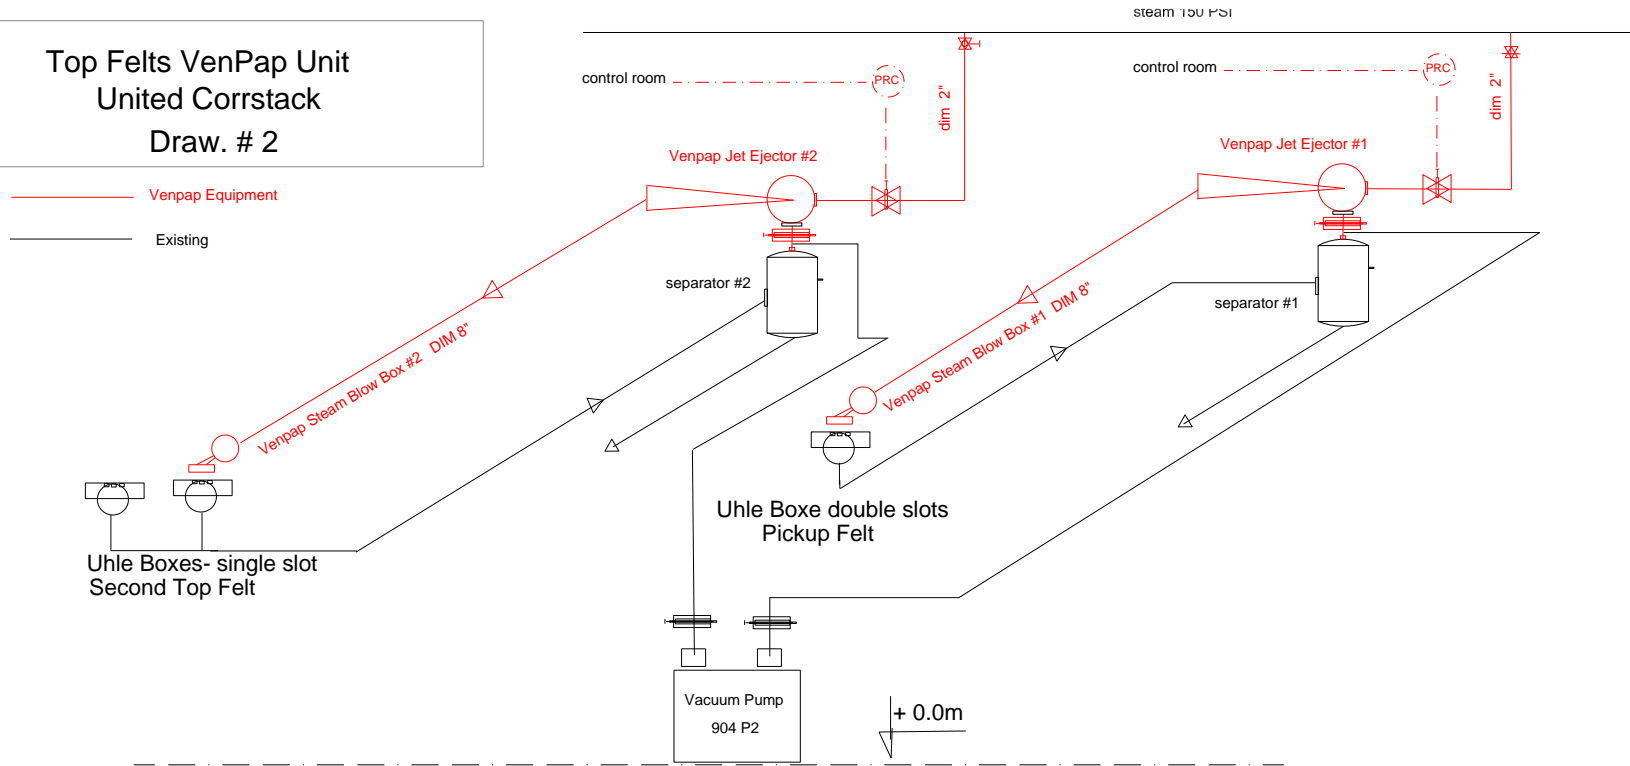 steam 150 PSI
Top Felts VenPap Unit
United Corrstack
Draw. # 2
Venpap Equipment
Existing
control room
PRC
dim 2"
control room
PRC
dim 2"
Venpap Jet Ejector #2
Venpap Jet Ejector #1
separator #2
separator #1
Venpap Steam Blow Box #2 DIM 8"
Venpap Steam Blow Box #1 DIM 8"
Uhle Boxe double slots
Pickup Felt
Uhle Boxes- single slot
Second Top Felt
Vacuum Pump
904 P2
+ 0.0m